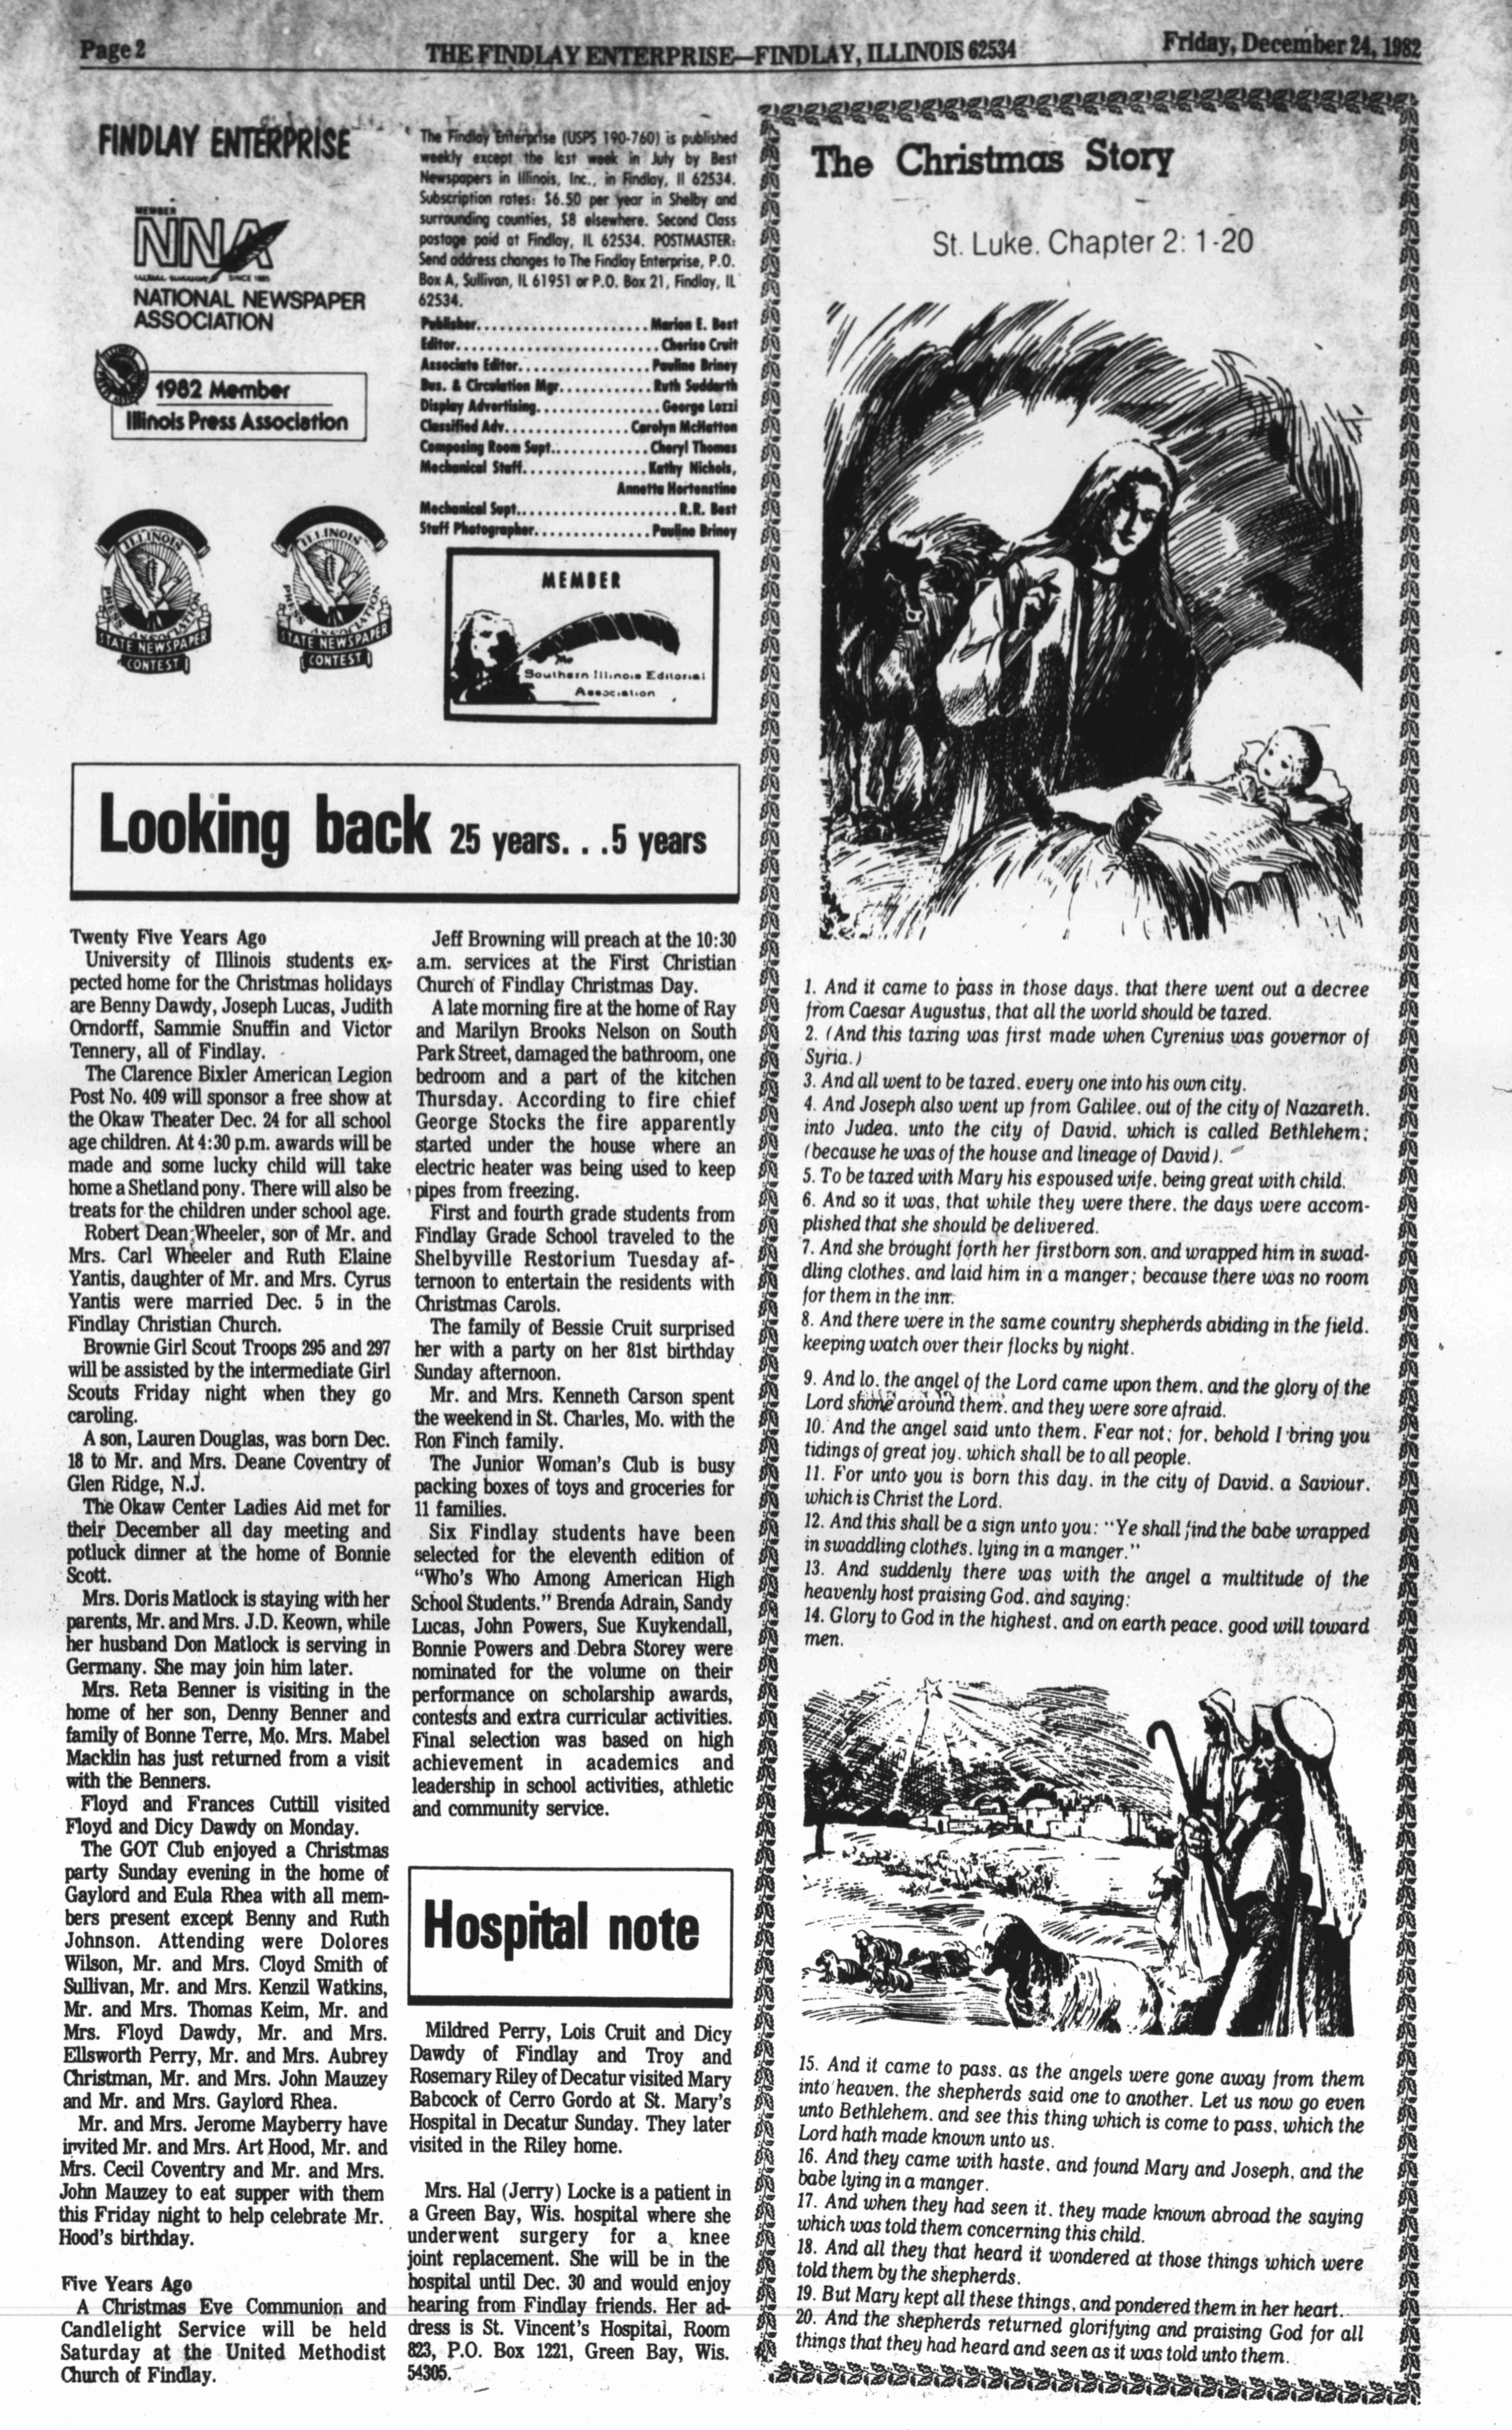 Page 2
THE FINDLAY ENTERPRISE—FINDLAY, ILLINOIS 62534
Friday, December 24, 1982
FINDLAY ENTERPRISE
MEMBER
NNA
SINCE 1885
NATIONAL NEWSPAPER
ASSOCIATION
1982 Member
Illinois Press Association
ILLINOIS
PRESS ASSOCIATION
STATE NEWSPAPER
CONTEST
ILLINOIS
PRESS ASSOCIATION
STATE NEWSPAPER
CONTEST
The Findlay Enterprise (USPS 190-760) is published
weekly except the last week in July by Best
Newspapers in Illinois, Inc., in Findlay, Il 62534.
Subscription rates: $6.50 per year in Shelby and
surrounding counties, $8 elsewhere. Second Class
postage paid at Findlay, IL 62534. POSTMASTER:
Send address changes to The Findlay Enterprise, P.O.
Box A, Sullivan, IL 61951 or P.O. Box 21, Findlay, IL
62534.
Publisher......................Marion E. Best
Editor..........................Cherise Cruit
Associate Editor.................Pauline Briney
Bus. & Circulation Mgr............Ruth Suddarth
Display Advertising................George Lozzi
Classified Adv................Carolyn McHatton
Composing Room Supt.............Cheryl Thomas
Mechanical Staff................Kathy Nichols,
Annette Hortenstine
Mechanical Supt.....................R.R. Best
Staff Photographer...............Pauline Briney
MEMBER
The
Southern Illinois Editorial
Association
Looking back 25 years. . .5 years
Twenty Five Years Ago
University of Illinois students ex-
pected home for the Christmas holidays
are Benny Dawdy, Joseph Lucas, Judith
Orndorff, Sammie Snuffin and Victor
Tennery, all of Findlay.
The Clarence Bixler American Legion
Post No. 409 will sponsor a free show at
the Okaw Theater Dec. 24 for all school
age children. At 4:30 p.m. awards will be
made and some lucky child will take
home a Shetland pony. There will also be
treats for the children under school age.
Robert Dean Wheeler, son of Mr. and
Mrs. Carl Wheeler and Ruth Elaine
Yantis, daughter of Mr. and Mrs. Cyrus
Yantis were married Dec. 5 in the
Findlay Christian Church.
Brownie Girl Scout Troops 295 and 297
will be assisted by the intermediate Girl
Scouts Friday night when they go
caroling.
A son, Lauren Douglas, was born Dec.
18 to Mr. and Mrs. Deane Coventry of
Glen Ridge, N.J.
The Okaw Center Ladies Aid met for
their December all day meeting and
potluck dinner at the home of Bonnie
Scott.
Mrs. Doris Matlock is staying with her
parents, Mr. and Mrs. J.D. Keown, while
her husband Don Matlock is serving in
Germany. She may join him later.
Mrs. Reta Benner is visiting in the
home of her son, Denny Benner and
family of Bonne Terre, Mo. Mrs. Mabel
Macklin has just returned from a visit
with the Benners.
Floyd and Frances Cuttill visited
Floyd and Dicy Dawdy on Monday.
The GOT Club enjoyed a Christmas
party Sunday evening in the home of
Gaylord and Eula Rhea with all mem-
bers present except Benny and Ruth
Johnson. Attending were Dolores
Wilson, Mr. and Mrs. Cloyd Smith of
Sullivan, Mr. and Mrs. Kenzil Watkins,
Mr. and Mrs. Thomas Keim, Mr. and
Mrs. Floyd Dawdy, Mr. and Mrs.
Ellsworth Perry, Mr. and Mrs. Aubrey
Christman, Mr. and Mrs. John Mauzey
and Mr. and Mrs. Gaylord Rhea.
Mr. and Mrs. Jerome Mayberry have
invited Mr. and Mrs. Art Hood, Mr. and
Mrs. Cecil Coventry and Mr. and Mrs.
John Mauzey to eat supper with them
this Friday night to help celebrate Mr.
Hood's birthday.
Five Years Ago
A Christmas Eve Communion and
Candlelight Service will be held
Saturday at the United Methodist
Church of Findlay.
Jeff Browning will preach at the 10:30
a.m. services at the First Christian
Church of Findlay Christmas Day.
A late morning fire at the home of Ray
and Marilyn Brooks Nelson on South
Park Street, damaged the bathroom, one
bedroom and a part of the kitchen
Thursday. According to fire chief
George Stocks the fire apparently
started under the house where an
electric heater was being used to keep
pipes from freezing.
First and fourth grade students from
Findlay Grade School traveled to the
Shelbyville Restorium Tuesday af-
ternoon to entertain the residents with
Christmas Carols.
The family of Bessie Cruit surprised
her with a party on her 81st birthday
Sunday afternoon.
Mr. and Mrs. Kenneth Carson spent
the weekend in St. Charles, Mo. with the
Ron Finch family.
The Junior Woman's Club is busy
packing boxes of toys and groceries for
11 families.
Six Findlay students have been
selected for the eleventh edition of
"Who's Who Among American High
School Students." Brenda Adrain, Sandy
Lucas, John Powers, Sue Kuykendall,
Bonnie Powers and Debra Storey were
nominated for the volume on their
performance on scholarship awards,
contests and extra curricular activities.
Final selection was based on high
achievement in academics and
leadership in school activities, athletic
and community service.
Hospital note
Mildred Perry, Lois Cruit and Dicy
Dawdy of Findlay and Troy and
Rosemary Riley of Decatur visited Mary
Babcock of Cerro Gordo at St. Mary's
Hospital in Decatur Sunday. They later
visited in the Riley home.
Mrs. Hal (Jerry) Locke is a patient in
a Green Bay, Wis. hospital where she
underwent surgery for a knee
joint replacement. She will be in the
hospital until Dec. 30 and would enjoy
hearing from Findlay friends. Her ad-
dress is St. Vincent's Hospital, Room
823, P.O. Box 1221, Green Bay, Wis.
54305.
The Christmas Story
St. Luke, Chapter 2: 1-20
1. And it came to pass in those days, that there went out a decree
from Caesar Augustus, that all the world should be taxed.
2. (And this taxing was first made when Cyrenius was governor of
Syria.)
3. And all went to be taxed, every one into his own city.
4. And Joseph also went up from Galilee, out of the city of Nazareth,
into Judea, unto the city of David, which is called Bethlehem;
(because he was of the house and lineage of David).
5. To be taxed with Mary his espoused wife, being great with child.
6. And so it was, that while they were there, the days were accom-
plished that she should be delivered.
7. And she brought forth her firstborn son, and wrapped him in swad-
dling clothes, and laid him in a manger; because there was no room
for them in the inn.
8. And there were in the same country shepherds abiding in the field,
keeping watch over their flocks by night.
9. And lo, the angel of the Lord came upon them, and the glory of the
Lord shone around them, and they were sore afraid.
10. And the angel said unto them, Fear not; for, behold I bring you
tidings of great joy, which shall be to all people.
11. For unto you is born this day, in the city of David, a Saviour,
which is Christ the Lord.
12. And this shall be a sign unto you: "Ye shall find the babe wrapped
in swaddling clothes, lying in a manger."
13. And suddenly there was with the angel a multitude of the
heavenly host praising God, and saying:
14. Glory to God in the highest, and on earth peace, good will toward
men.
15. And it came to pass, as the angels were gone away from them
into heaven, the shepherds said one to another, Let us now go even
unto Bethlehem, and see this thing which is come to pass, which the
Lord hath made known unto us.
16. And they came with haste, and found Mary and Joseph, and the
babe lying in a manger.
17. And when they had seen it, they made known abroad the saying
which was told them concerning this child.
18. And all they that heard it wondered at those things which were
told them by the shepherds.
19. But Mary kept all these things, and pondered them in her heart.
20. And the shepherds returned glorifying and praising God for all
things that they had heard and seen as it was told unto them.